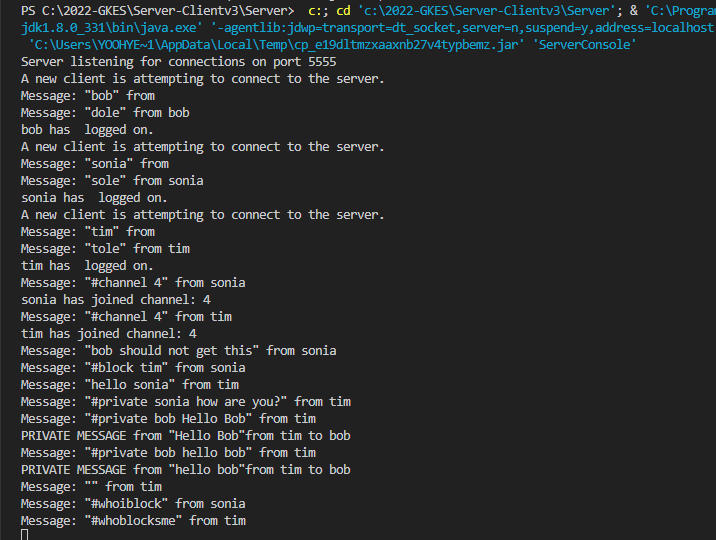 PS C:\2022-GKES\Server-Clientv3\Server>  c:; cd 'c:\2022-GKES\Server-Clientv3\Server'; & 'C:\Program
jdk1.8.0_331\bin\java.exe' '-agentlib:jdwp=transport=dt_socket,server=n,suspend=y,address=localhost
 'C:\Users\YOOHYE~1\AppData\Local\Temp\cp_e19dltmzxaaxnb27v4typbemz.jar' 'ServerConsole'
Server listening for connections on port 5555
A new client is attempting to connect to the server.
Message: "bob" from
Message: "dole" from bob
bob has  logged on.
A new client is attempting to connect to the server.
Message: "sonia" from
Message: "sole" from sonia
sonia has  logged on.
A new client is attempting to connect to the server.
Message: "tim" from
Message: "tole" from tim
tim has  logged on.
Message: "#channel 4" from sonia
sonia has joined channel: 4
Message: "#channel 4" from tim
tim has joined channel: 4
Message: "bob should not get this" from sonia
Message: "#block tim" from sonia
Message: "hello sonia" from tim
Message: "#private sonia how are you?" from tim
Message: "#private bob Hello Bob" from tim
PRIVATE MESSAGE from "Hello Bob"from tim to bob
Message: "#private bob hello bob" from tim
PRIVATE MESSAGE from "hello bob"from tim to bob
Message: "" from tim
Message: "#whoiblock" from sonia
Message: "#whoblocksme" from tim